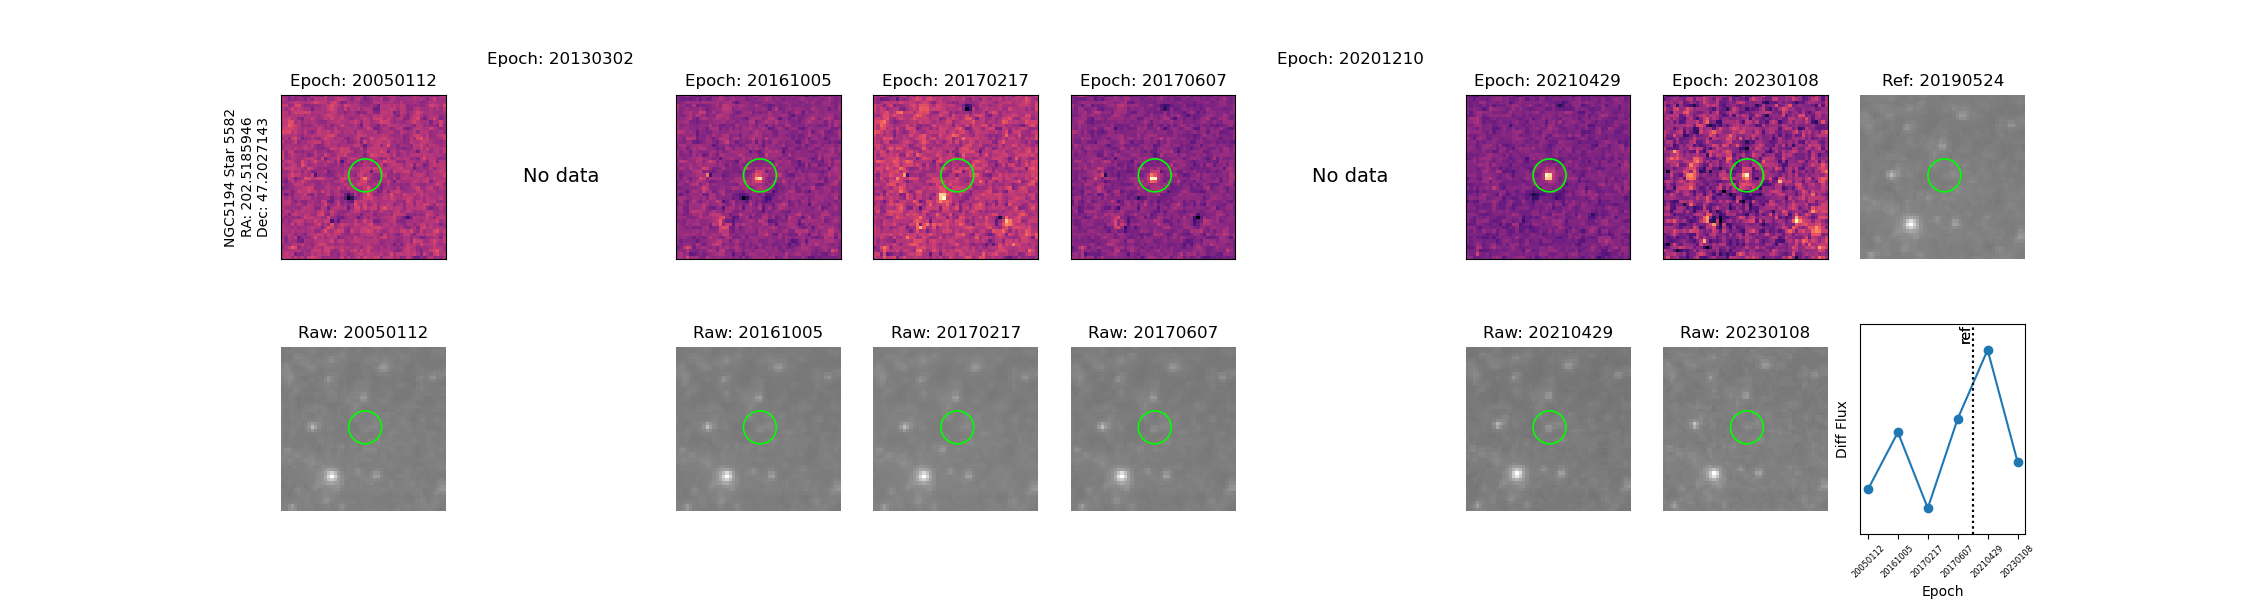 NGC5194 Star 5582
RA: 202.5185946
Dec: 47.2027143
Epoch: 20050112
Epoch: 20130302
No data
Epoch: 20161005
Epoch: 20170217
Epoch: 20170607
Epoch: 20201210
No data
Epoch: 20210429
Epoch: 20230108
Ref: 20190524
Raw: 20050112
Raw: 20161005
Raw: 20170217
Raw: 20170607
Raw: 20210429
Raw: 20230108
ref
Diff Flux
20050112
20161005
20170217
20170607
20210429
20230108
Epoch